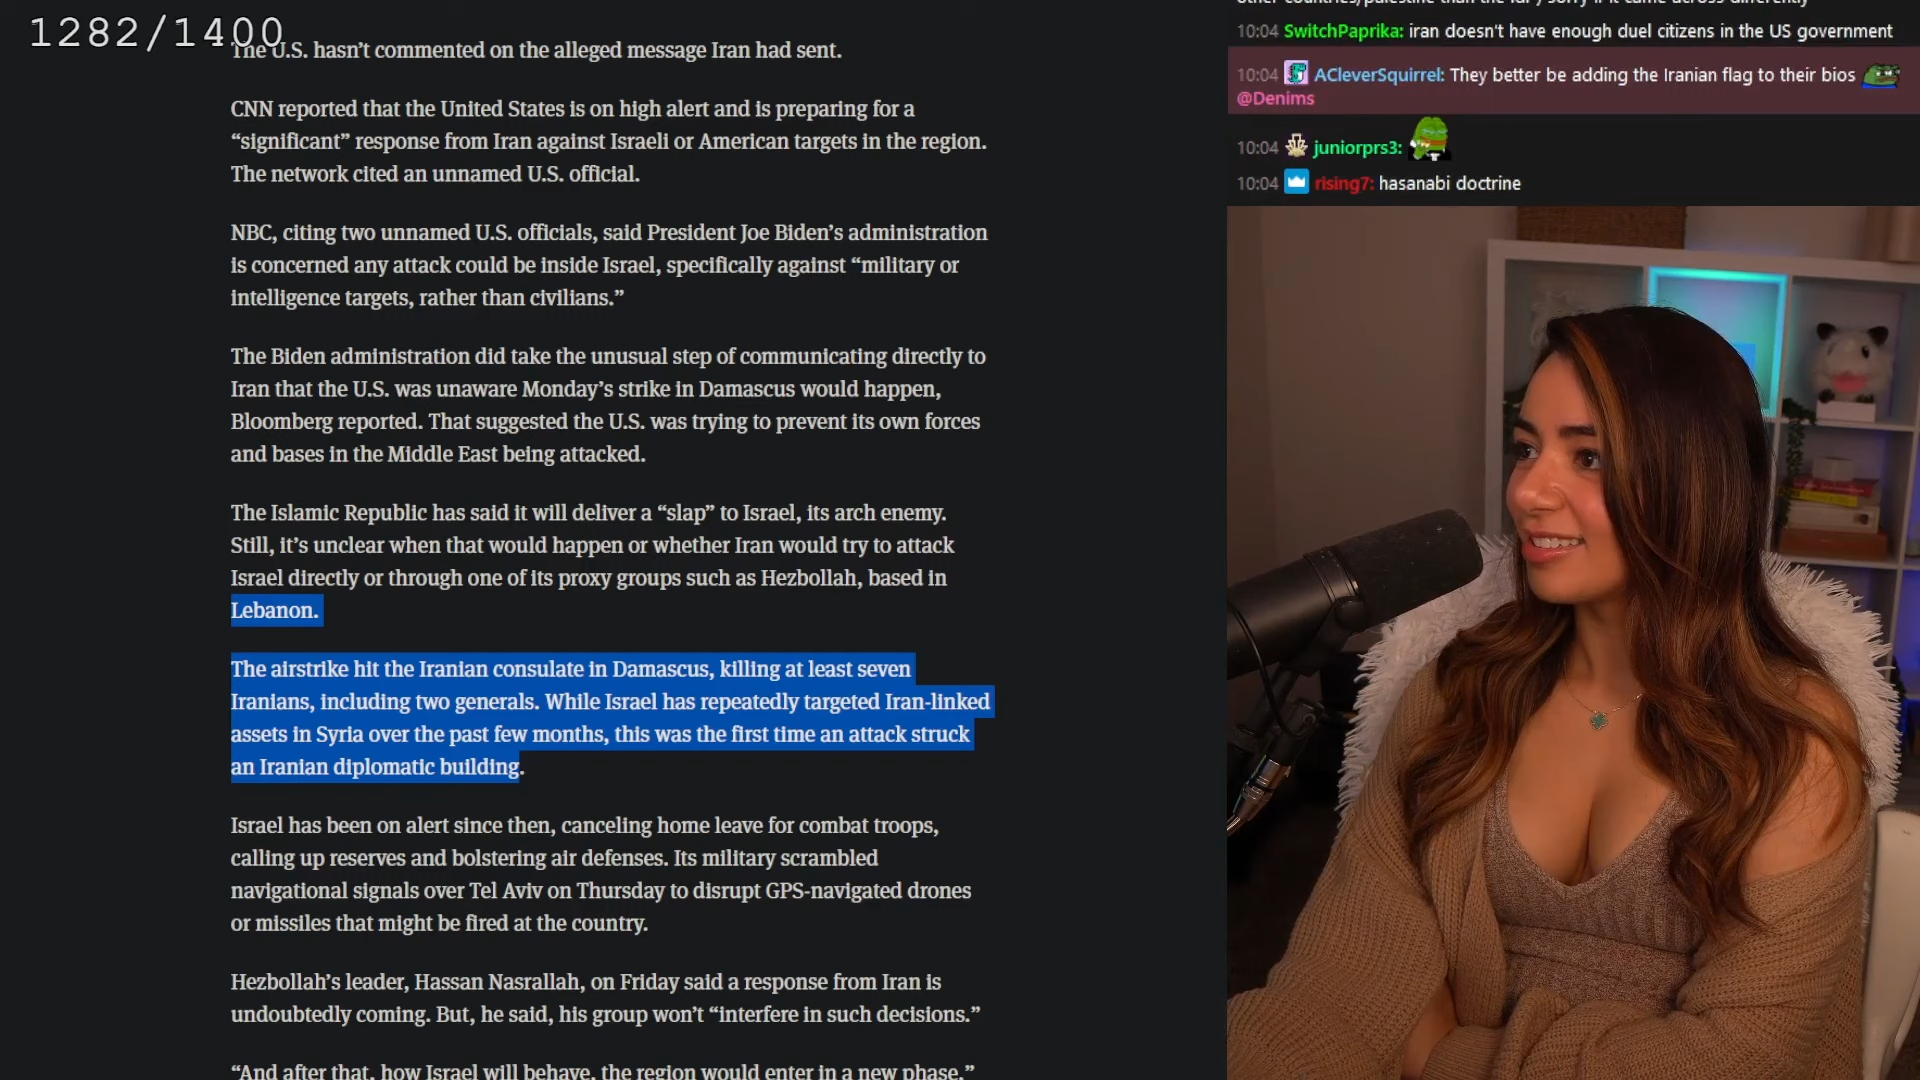 1282/1400
The U.S. hasn’t commented on the alleged message Iran had sent.
CNN reported that the United States is on high alert and is preparing for a
“significant” response from Iran against Israeli or American targets in the region.
The network cited an unnamed U.S. official.
NBC, citing two unnamed U.S. officials, said President Joe Biden’s administration
is concerned any attack could be inside Israel, specifically against “military or
intelligence targets, rather than civilians.”
The Biden administration did take the unusual step of communicating directly to
Iran that the U.S. was unaware Monday’s strike in Damascus would happen,
Bloomberg reported. That suggested the U.S. was trying to prevent its own forces
and bases in the Middle East being attacked.
The Islamic Republic has said it will deliver a “slap” to Israel, its arch enemy.
Still, it’s unclear when that would happen or whether Iran would try to attack
Israel directly or through one of its proxy groups such as Hezbollah, based in
Lebanon.
The airstrike hit the Iranian consulate in Damascus, killing at least seven
Iranians, including two generals. While Israel has repeatedly targeted Iran-linked
assets in Syria over the past few months, this was the first time an attack struck
an Iranian diplomatic building.
Israel has been on alert since then, canceling home leave for combat troops,
calling up reserves and bolstering air defenses. Its military scrambled
navigational signals over Tel Aviv on Thursday to disrupt GPS-navigated drones
or missiles that might be fired at the country.
Hezbollah’s leader, Hassan Nasrallah, on Friday said a response from Iran is
undoubtedly coming. But, he said, his group won’t “interfere in such decisions.”
“And after that, how Israel will behave, the region would enter in a new phase.”
10:04 SwitchPaprika: iran doesn't have enough duel citizens in the US government
10:04 ACleverSquirrel: They better be adding the Iranian flag to their bios
@Denims
10:04 juniorprs3:
10:04 rising7: hasanabi doctrine